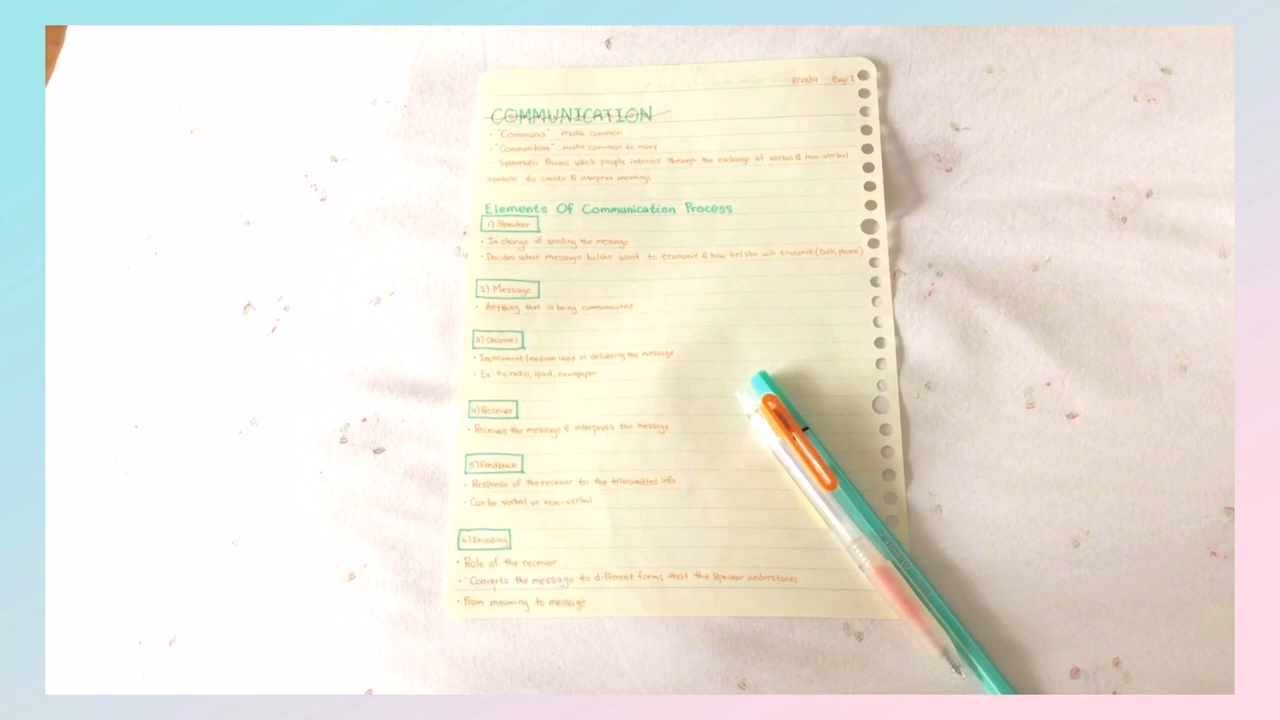 Page 1
COMMUNICATION
· "Communis" make common
· make common to many
· Systematic Process which people interact through the exchange of verbal & non-verbal
symbols to create & interpret meanings
Elements Of Communication Process
1) Speaker
· In charge of sending the message
· Decides what message he/she want to transmit & how he/she will transmit (talk, phone)
2) Message
· Anything that is being communicated
3) Channel
· Instrument/medium used in delivering the message
· Ex tv, radio, ipad, newspaper
4) Receiver
· Receives the message & interprets the message
5) Feedback
· Response of the receiver to the transmitted info
· Can be verbal or non-verbal
6) Encoding
· Role of the receiver
· Converts the message to different forms that the speaker understands
· From meaning to message